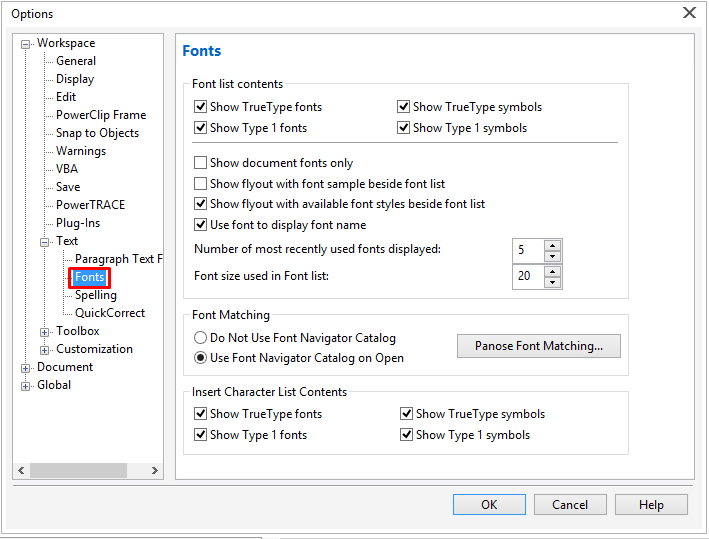 Options
Workspace
General
Display
Edit
PowerClip Frame
Snap to Objects
Warnings
VBA
Save
PowerTRACE
Plug-Ins
Text
Paragraph Text F
Fonts
Spelling
QuickCorrect
Toolbox
Customization
Document
Global
Fonts
Font list contents
Show TrueType fonts Show TrueType symbols
Show Type 1 fonts Show Type 1 symbols
Show document fonts only
Show flyout with font sample beside font list
Show flyout with available font styles beside font list
Use font to display font name
Number of most recently used fonts displayed: 5
Font size used in Font list: 20
Font Matching
Do Not Use Font Navigator Catalog
Use Font Navigator Catalog on Open
Panose Font Matching...
Insert Character List Contents
Show TrueType fonts Show TrueType symbols
Show Type 1 fonts Show Type 1 symbols
OK Cancel Help